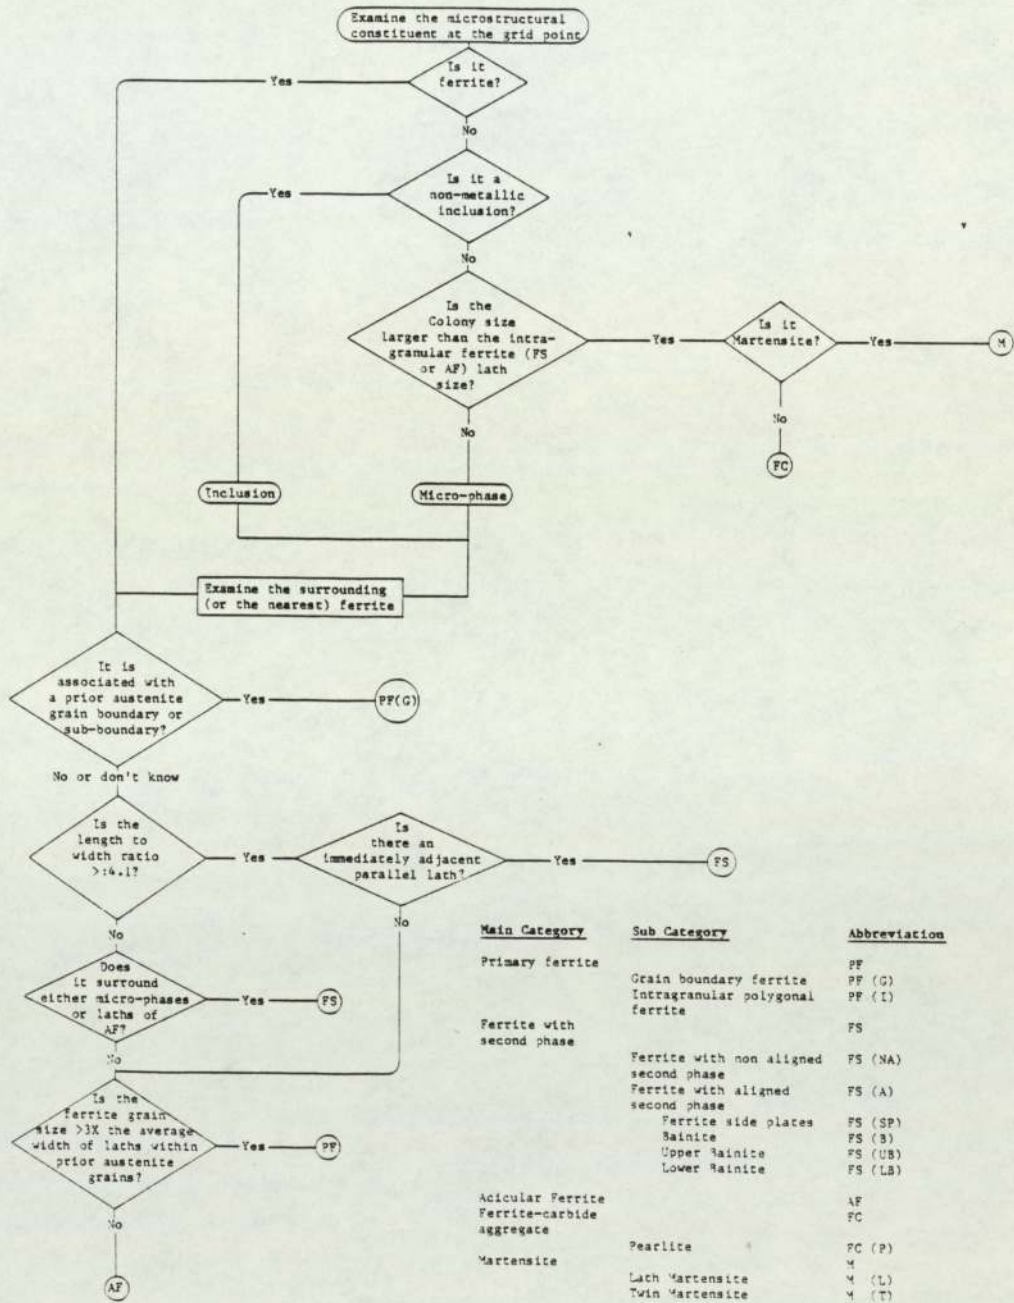 Examine the microstructural
constituent at the grid point
Is it
ferrite?
Yes
No
Is it a
non-metallic
inclusion?
Yes
No
Is the
Colony size
larger than the intra-
granular ferrite (FS
or AF) lath
size?
Yes
Is it
Martensite?
Yes
M
No
No
FC
Inclusion
Micro-phase
Examine the surrounding
(or the nearest) ferrite
It is
associated with
a prior austenite
grain boundary or
sub-boundary?
Yes
PF(G)
No or don't know
Is the
length to
width ratio
>:4.1?
Yes
Is
there an
immediately adjacent
parallel lath?
Yes
FS
No
No
Does
it surround
either micro-phases
or laths of
AF?
Yes
FS
No
Is the
ferrite grain
size >3X the average
width of laths within
prior austenite
grains?
Yes
PF
No
AF
Main Category Sub Category Abbreviation
Primary ferrite PF
Grain boundary ferrite PF (G)
Intragranular polygonal PF (I)
ferrite
Ferrite with FS
second phase
Ferrite with non aligned FS (NA)
second phase
Ferrite with aligned FS (A)
second phase
Ferrite side plates FS (SP)
Bainite FS (B)
Upper Bainite FS (UB)
Lower Bainite FS (LB)
Acicular Ferrite AF
Ferrite-carbide FC
aggregate
Pearlite FC (P)
Martensite M
Lath Martensite M (L)
Twin Martensite M (T)